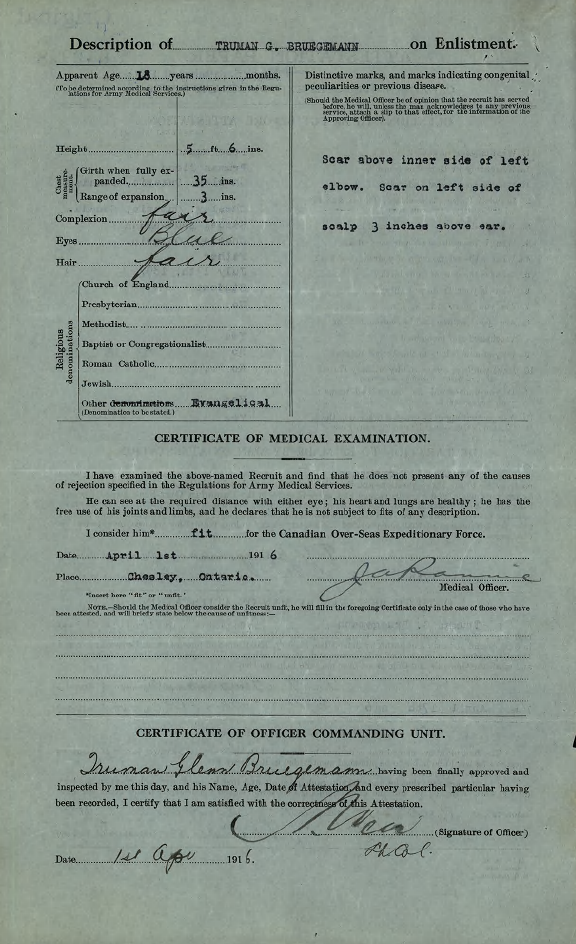 Description of TRUMAN G. BRUEGEMANN on Enlistment.
Apparent Age 18 years months.
(To be determined according to the instructions given in the Regulations for Army Medical Services.)
Height 5 ft 6 ins.
Chest measurement.
Girth when fully expanded 35 ins.
Range of expansion 3 ins.
Complexion fair
Eyes Blue
Hair fair
Religious denominations
Church of England
Presbyterian
Methodist
Baptist or Congregationalist
Roman Catholic
Jewish
Other denominations Evangelical
(Denomination to be stated.)
Distinctive marks, and marks indicating congenital
peculiarities or previous disease.
(Should the Medical Officer be of opinion that the recruit has served
before, he will, unless the man acknowledges to any previous
service, attach a slip to that effect, for the information of the
Approving Officer).
Scar above inner side of left
elbow. Scar on left side of
scalp 3 inches above ear.
CERTIFICATE OF MEDICAL EXAMINATION.
I have examined the above-named Recruit and find that he does not present any of the causes
of rejection specified in the Regulations for Army Medical Services.
He can see at the required distance with either eye; his heart and lungs are healthy; he has the
free use of his joints and limbs, and he declares that he is not subject to fits of any description.
I consider him* fit for the Canadian Over-Seas Expeditionary Force.
Date April 1st 1916
Place Chesley, Ontario.
Medical Officer.
*Insert here "fit" or "unfit."
NOTE.—Should the Medical Officer consider the Recruit unfit, he will fill in the foregoing Certificate only in the case of those who have
been attested, and will briefly state below the cause of unfitness:—
CERTIFICATE OF OFFICER COMMANDING UNIT.
Truman Glenn Bruegemann having been finally approved and
inspected by me this day, and his Name, Age, Date of Attestation, and every prescribed particular having
been recorded, I certify that I am satisfied with the correctness of this Attestation.
(Signature of Officer)
Lt Col.
Date 1st Apr 1916.